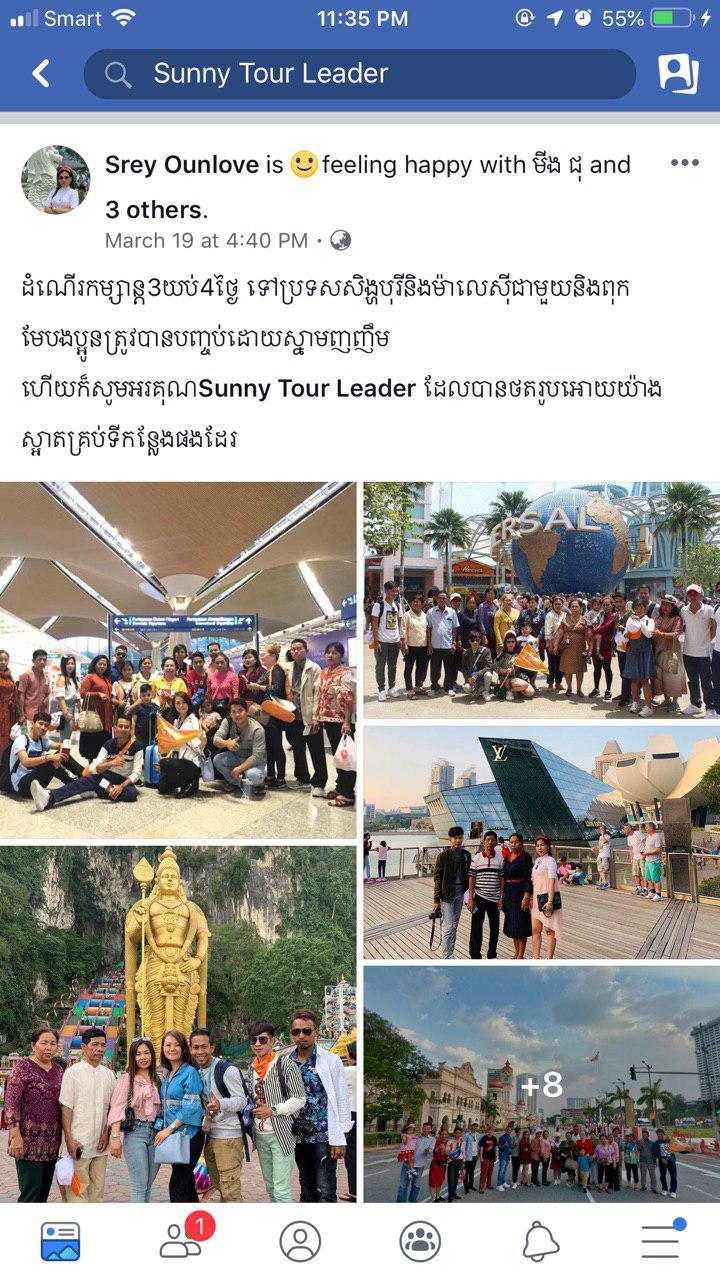 Smart
11:35 PM
55%
Sunny Tour Leader
Srey Ounlove is feeling happy with ម៉ីង ជុ and
3 others.
March 19 at 4:40 PM
ដំណើរកម្សាន្ត3យប់4ថ្ងៃ ទៅប្រទេសសិង្ហបុរីនិងម៉ាលេស៊ីជាមួយនិងពុក
មែបងប្អូនត្រូវបានបញ្ចប់ដោយស្នាមញញឹម
ហើយក៏សូមអរគុណSunny Tour Leader ដែលបានថតរូបអោយយ៉ាង
ស្អាតគ្រប់ទីកន្លែងផងដែរ
ERSAL
LV
+8
1